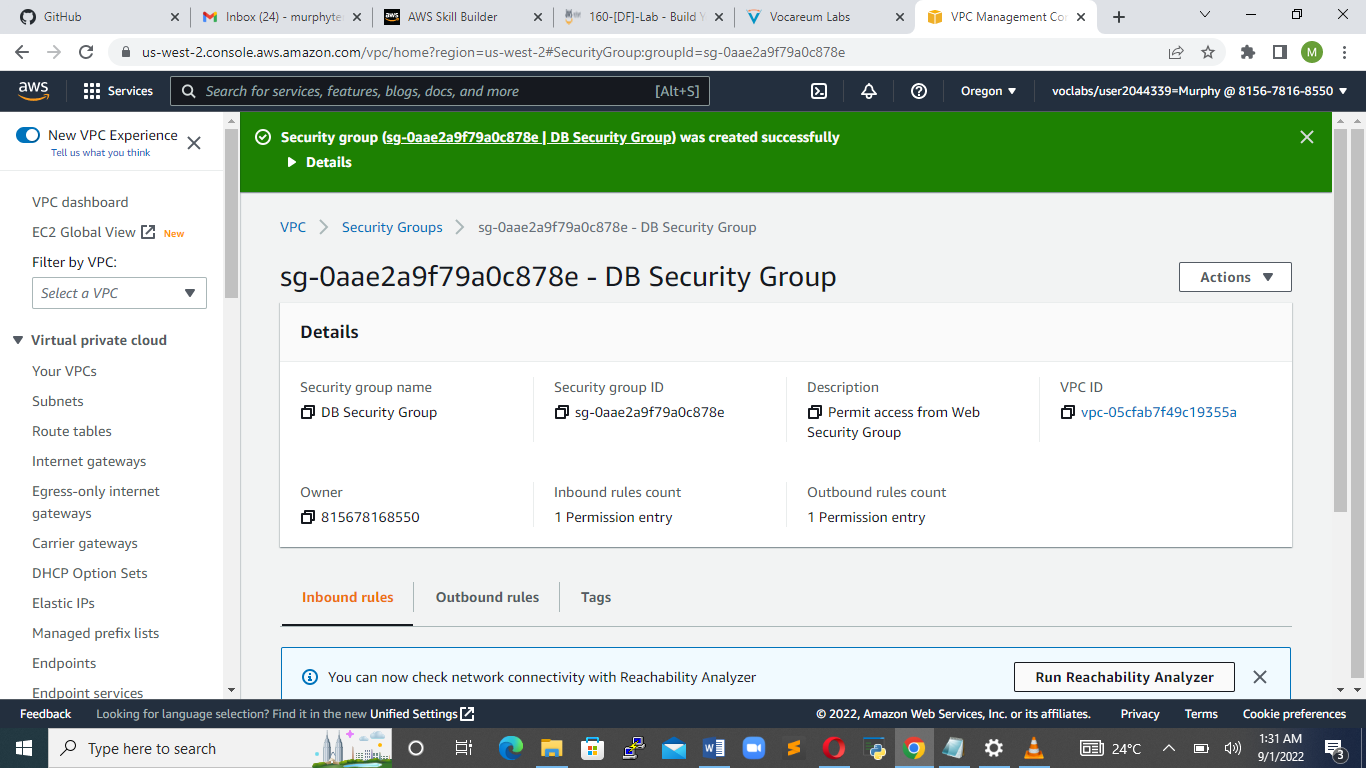 GitHub
Inbox (24) - murphyte
AWS Skill Builder
160-[DF]-Lab - Build Y
Vocareum Labs
VPC Management Co
us-west-2.console.aws.amazon.com/vpc/home?region=us-west-2#SecurityGroup:groupId=sg-0aae2a9f79a0c878e
M
aws
Services
Search for services, features, blogs, docs, and more
[Alt+S]
Oregon
voclabs/user2044339=Murphy @ 8156-7816-8550
New VPC Experience
Tell us what you think
VPC dashboard
EC2 Global View New
Filter by VPC:
Select a VPC
Virtual private cloud
Your VPCs
Subnets
Route tables
Internet gateways
Egress-only internet
gateways
Carrier gateways
DHCP Option Sets
Elastic IPs
Managed prefix lists
Endpoints
Endpoint services
Security group (sg-0aae2a9f79a0c878e | DB Security Group) was created successfully
Details
VPC
Security Groups
sg-0aae2a9f79a0c878e - DB Security Group
sg-0aae2a9f79a0c878e - DB Security Group
Actions
Details
Security group name
DB Security Group
Security group ID
sg-0aae2a9f79a0c878e
Description
Permit access from Web
Security Group
VPC ID
vpc-05cfab7f49c19355a
Owner
815678168550
Inbound rules count
1 Permission entry
Outbound rules count
1 Permission entry
Inbound rules
Outbound rules
Tags
You can now check network connectivity with Reachability Analyzer
Run Reachability Analyzer
Feedback
Looking for language selection? Find it in the new Unified Settings
© 2022, Amazon Web Services, Inc. or its affiliates.
Privacy
Terms
Cookie preferences
Type here to search
24°C
1:31 AM
9/1/2022
3